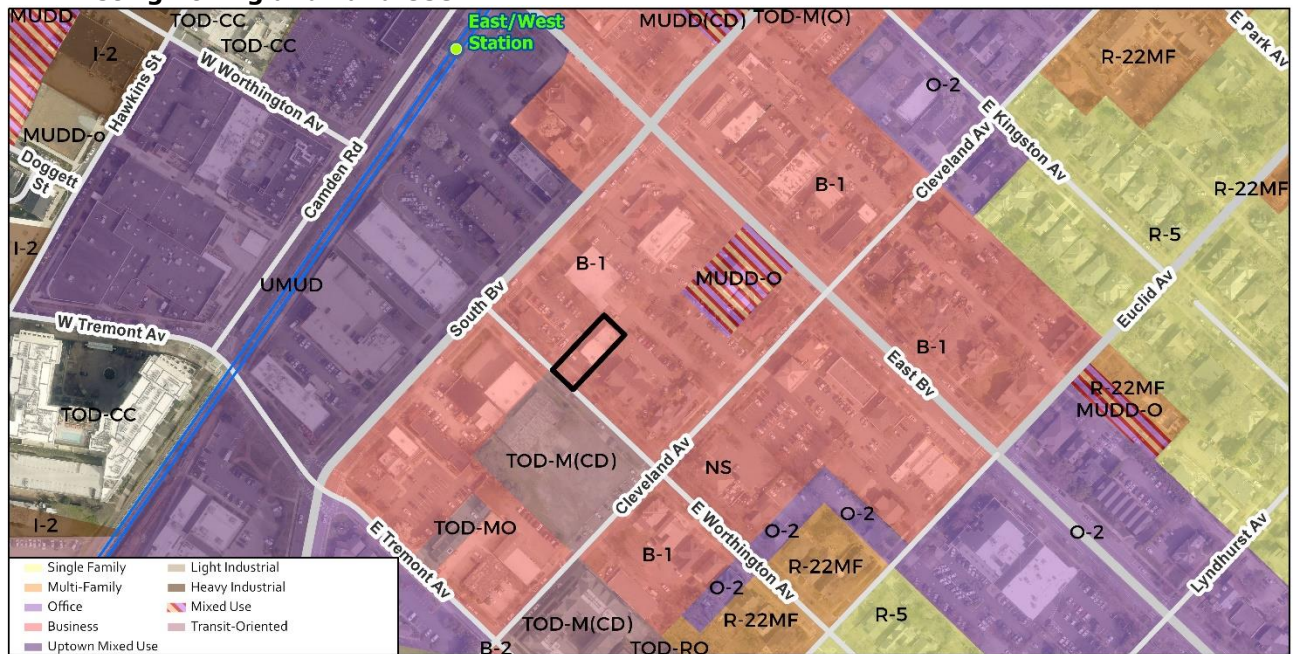 MUDD
TOD-CC
MUDD(CD)
TOD-M(O)
East/West
Station
E Park Av
I-2
TOD-CC
R-22MF
Hawkins St
W Worthington Av
O-2
MUDD-o
E Kingston Av
Cleveland Av
Doggett
St
Camden Rd
B-1
R-22MF
I-2
R-5
B-1
MUDD-O
UMUD
Euclid Av
South Bv
W Tremont Av
B-1
East Bv
R-22MF
MUDD-O
TOD-CC
TOD-M(CD)
NS
Cleveland Av
O-2
I-2
TOD-MO
O-2
O-2
E Worthington Av
Lyndhurst Av
B-1
R-22MF
E Tremont Av
O-2
R-5
TOD-M(CD)
R-22MF
B-2
TOD-RO
Single Family
Multi-Family
Office
Business
Uptown Mixed Use
Light Industrial
Heavy Industrial
Mixed Use
Transit-Oriented